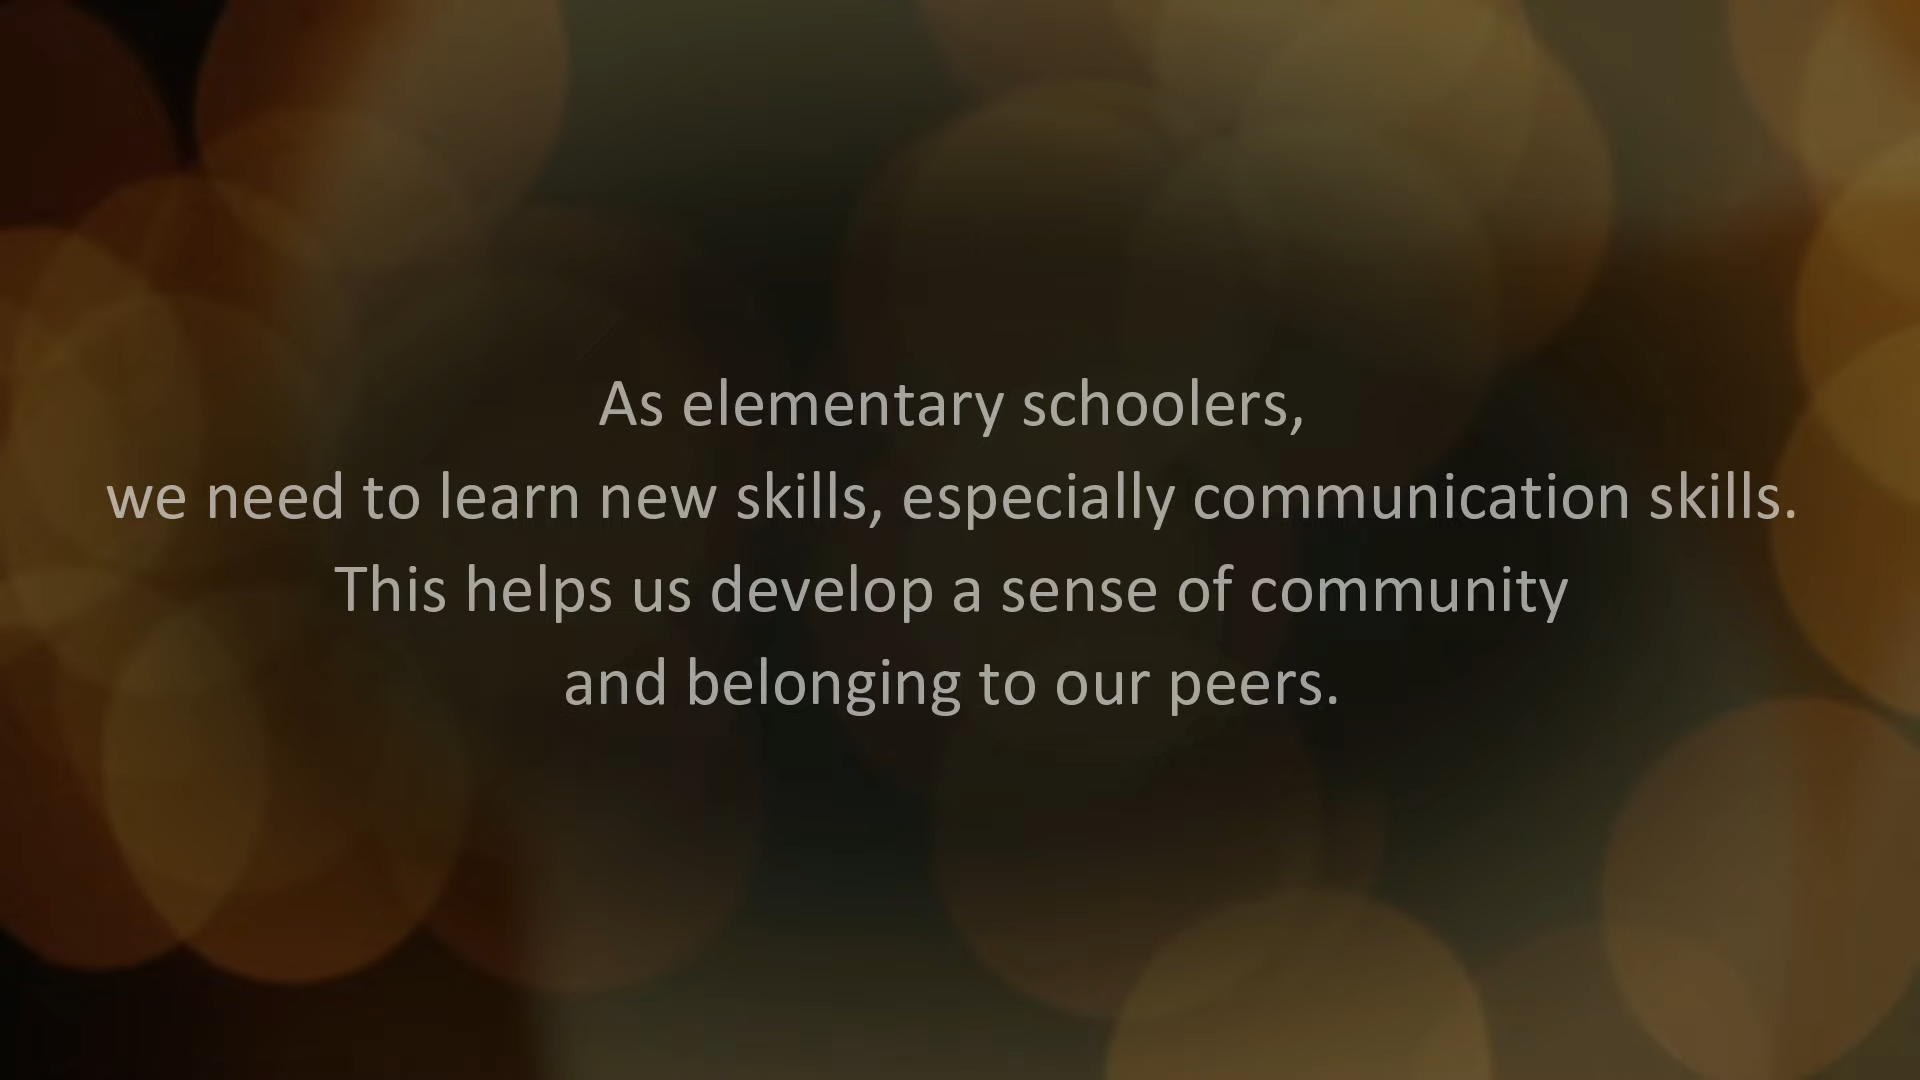 As elementary schoolers,
we need to learn new skills, especially communication skills.
This helps us develop a sense of community
and belonging to our peers.